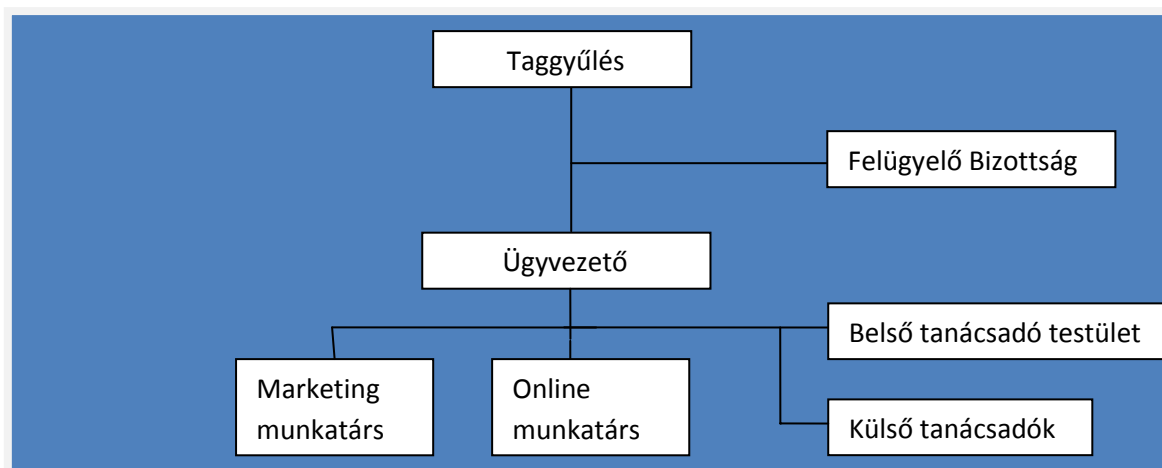 Taggyűlés
Felügyelő Bizottság
Ügyvezető
Belső tanácsadó testület
Marketing
munkatárs
Online
munkatárs
Külső tanácsadók